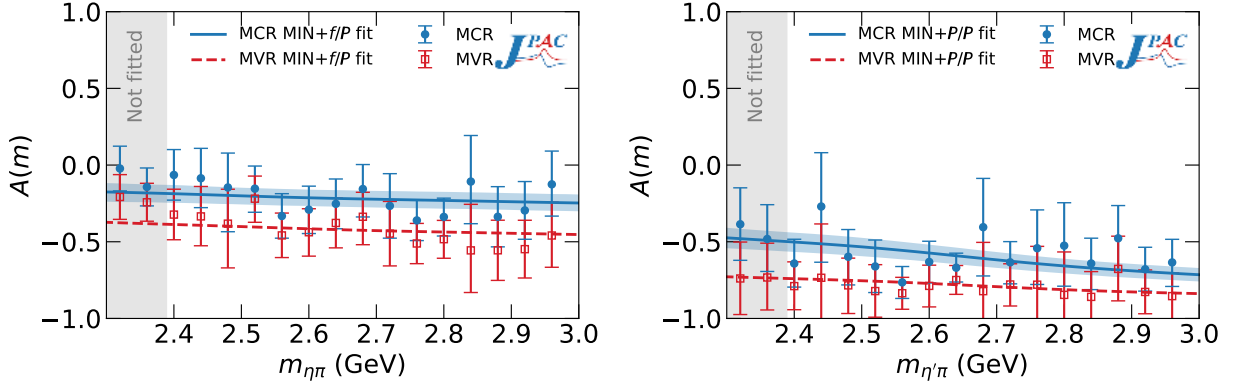 1.0
0.5
0.0
−0.5
−1.0
A(m)
Not fitted
MCR MIN+f/P fit
MVR MIN+f/P fit
MCR
MVR
JPAC
2.4 2.5 2.6 2.7 2.8 2.9 3.0
mηπ (GeV)
1.0
0.5
0.0
−0.5
−1.0
A(m)
Not fitted
MCR MIN+P/P fit
MVR MIN+P/P fit
MCR
MVR
JPAC
2.4 2.5 2.6 2.7 2.8 2.9 3.0
mη′π (GeV)